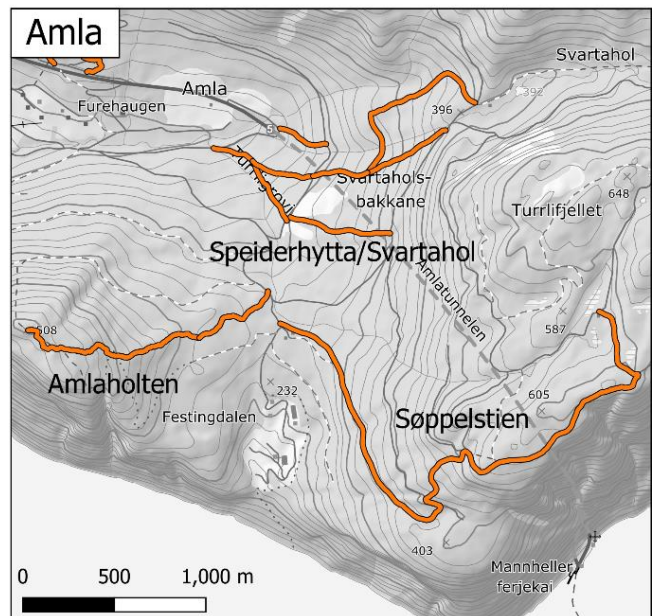 Amla
Svartahol
Amla
392
Furehaugen
396
Svartahols-
bakkane
648
Turrlifjellet
Speiderhytta/Svartahol
Amlatunnelen
508
587
Amlaholten
232
605
Festingdalen
Søppelstien
403
Mannheller
ferjekai
0 500 1,000 m